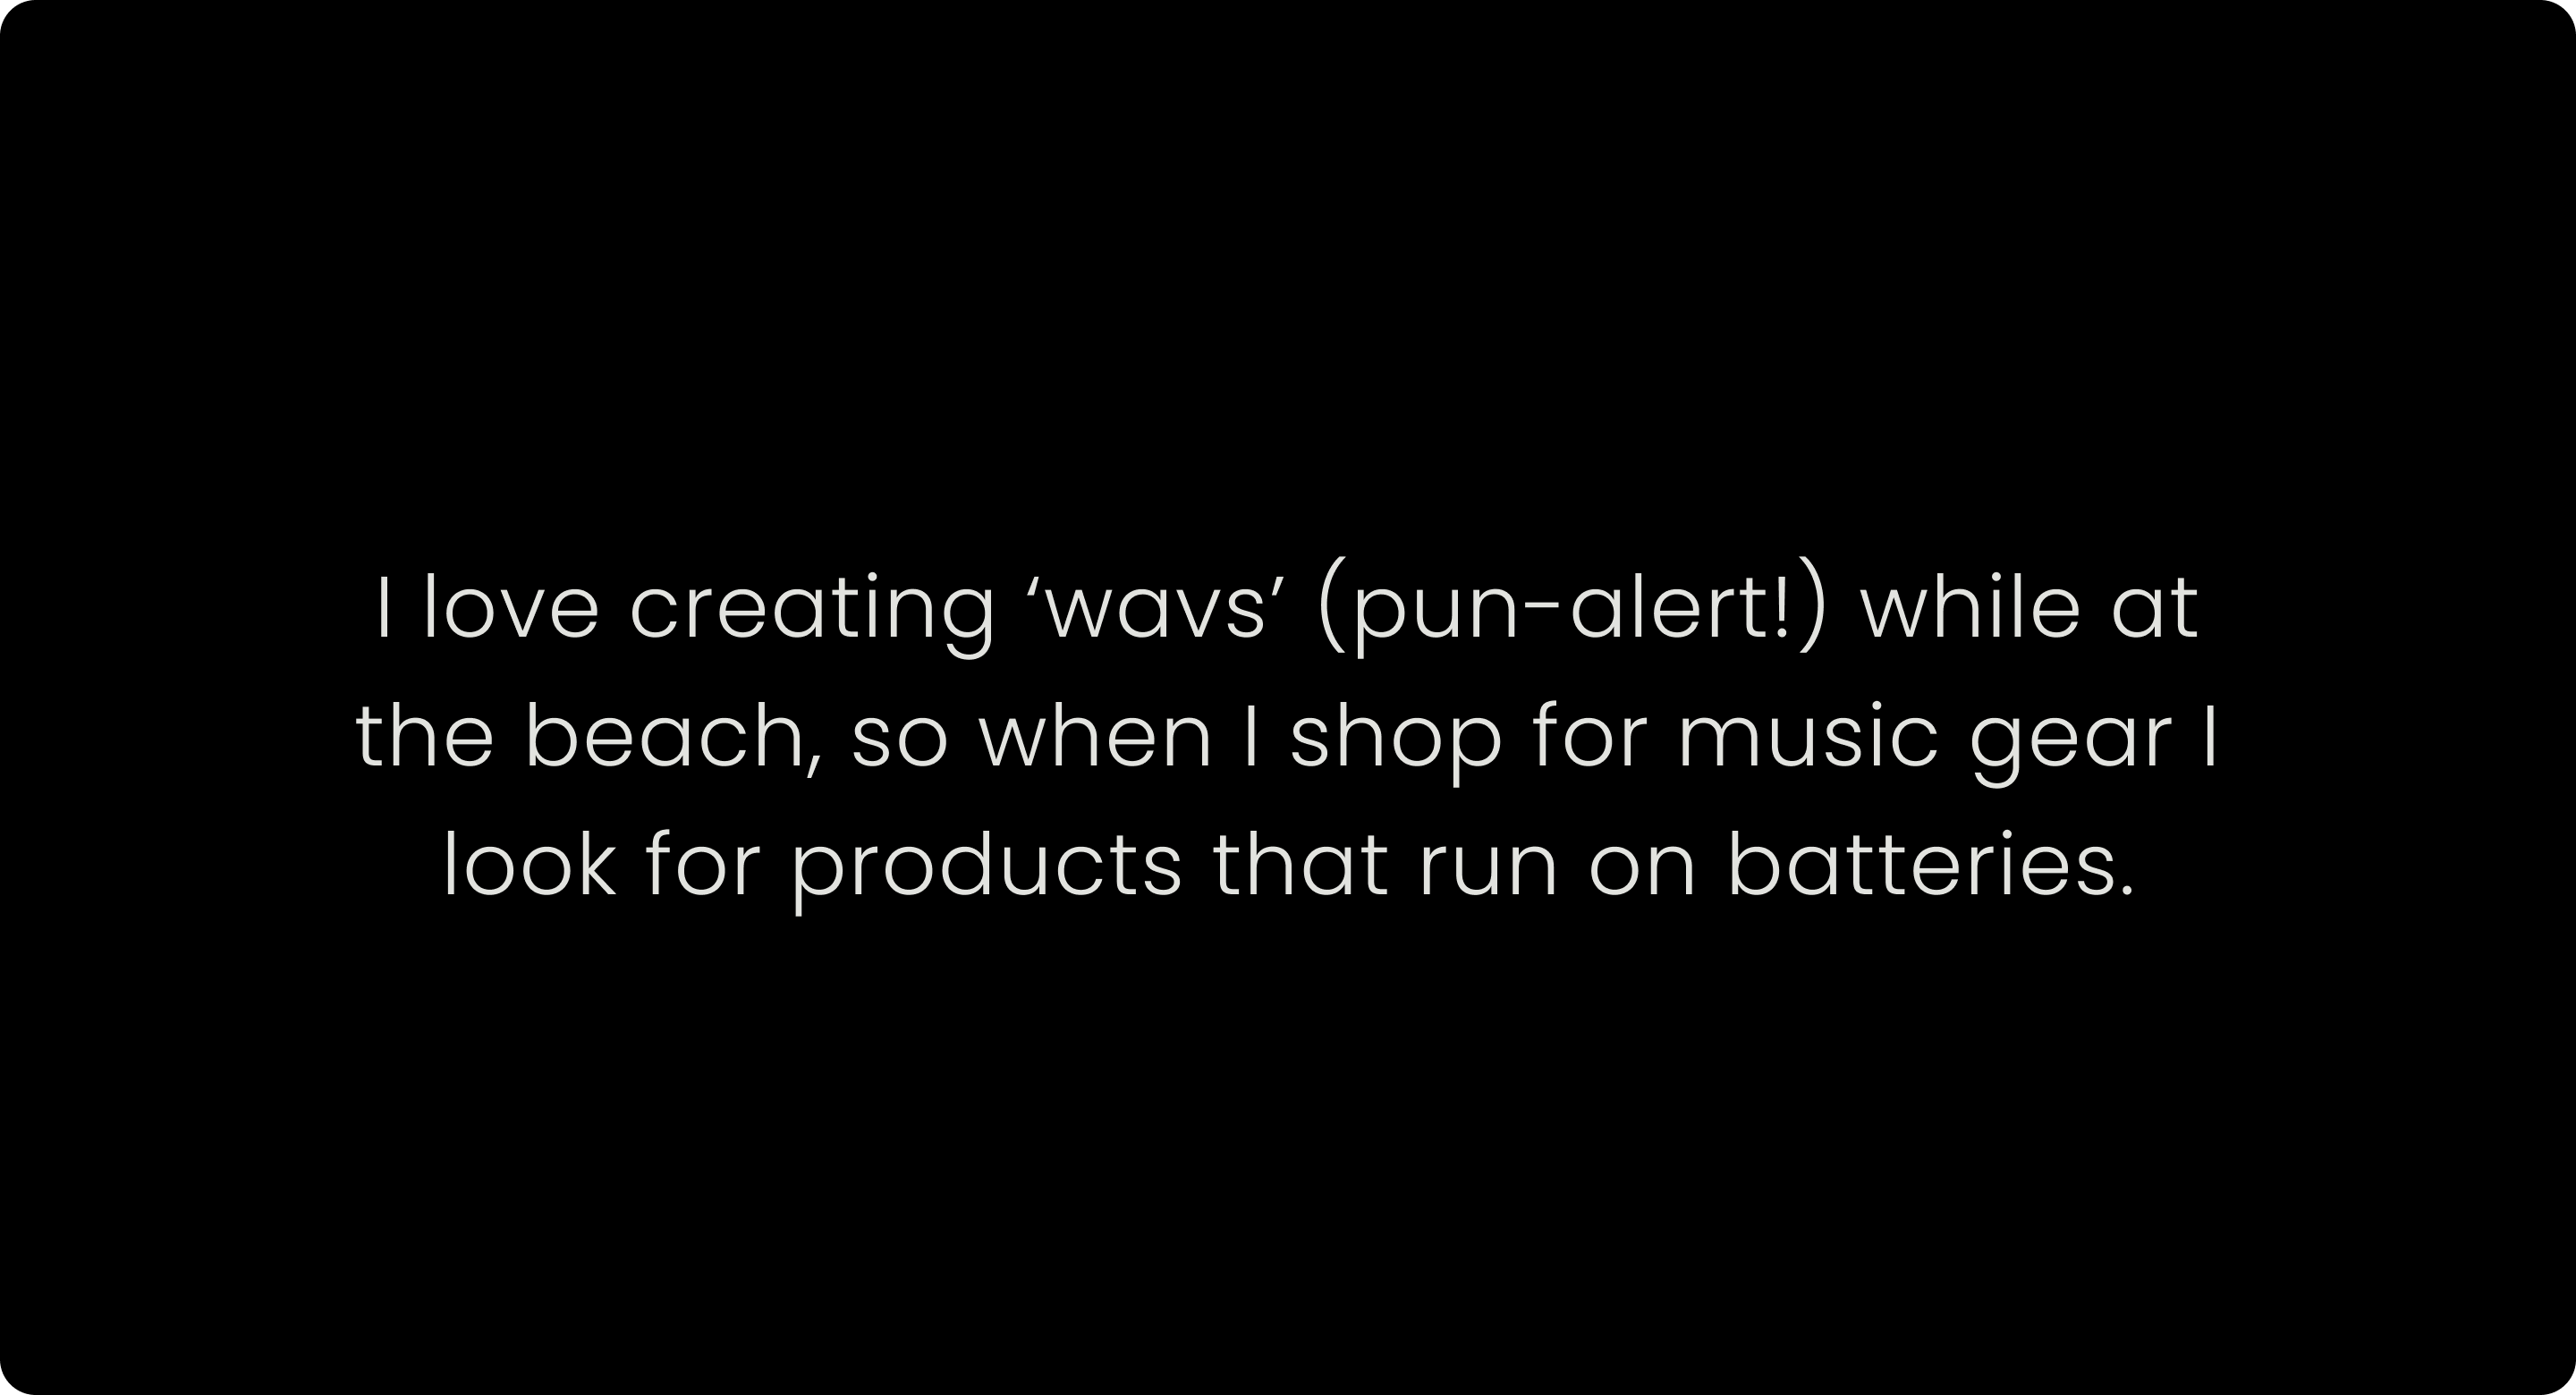 I love creating ‘wavs’ (pun-alert!) while at
the beach, so when I shop for music gear I
look for products that run on batteries.